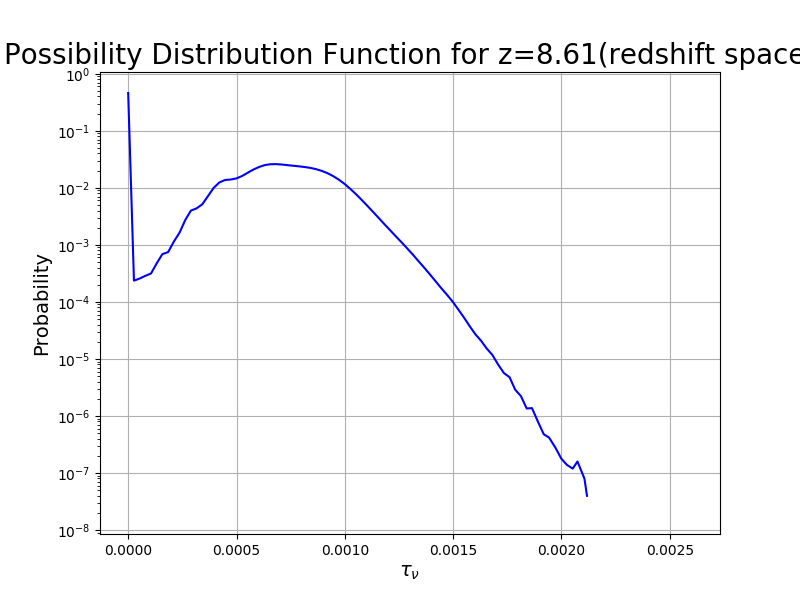 Possibility Distribution Function for z=8.61(redshift space
10⁰
10⁻¹
10⁻²
10⁻³
10⁻⁴
10⁻⁵
10⁻⁶
10⁻⁷
10⁻⁸
Probability
0.0000 0.0005 0.0010 0.0015 0.0020 0.0025
τ_ν